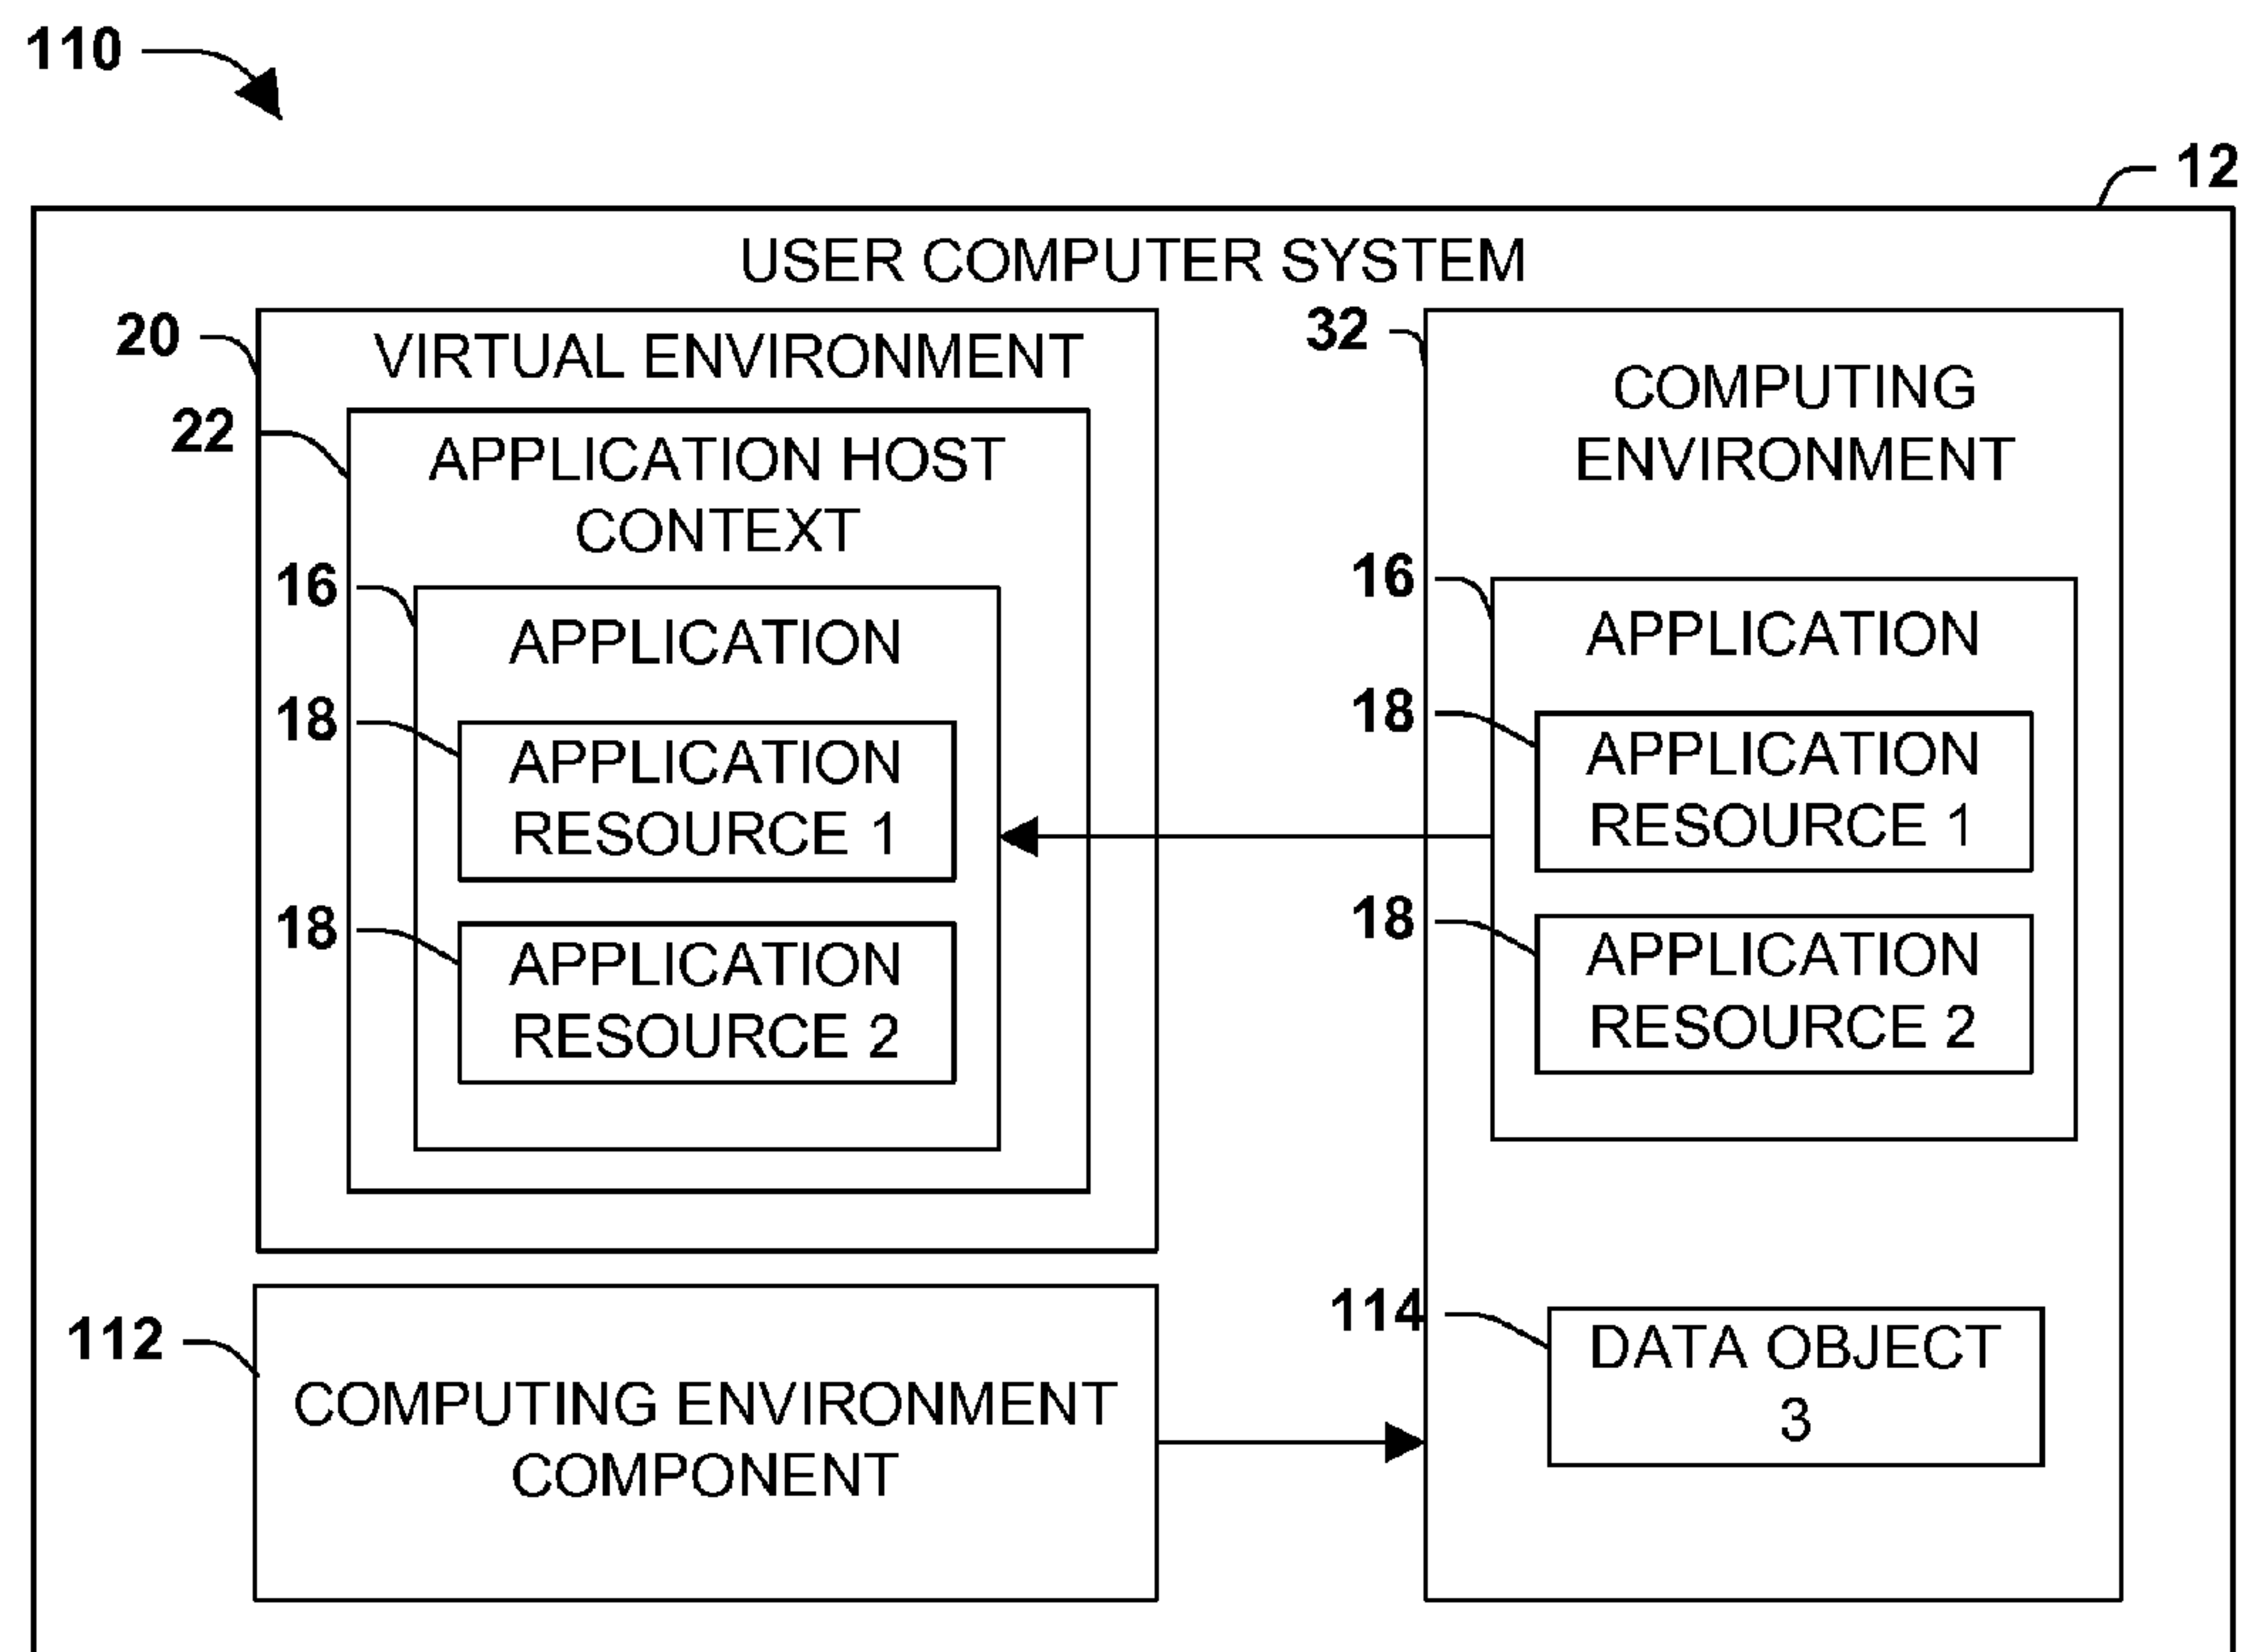 110
12
USER COMPUTER SYSTEM
20
VIRTUAL ENVIRONMENT
22
APPLICATION HOST
CONTEXT
16
APPLICATION
18
APPLICATION
RESOURCE 1
18
APPLICATION
RESOURCE 2
32
COMPUTING
ENVIRONMENT
16
APPLICATION
18
APPLICATION
RESOURCE 1
18
APPLICATION
RESOURCE 2
112
COMPUTING ENVIRONMENT
COMPONENT
114
DATA OBJECT
3